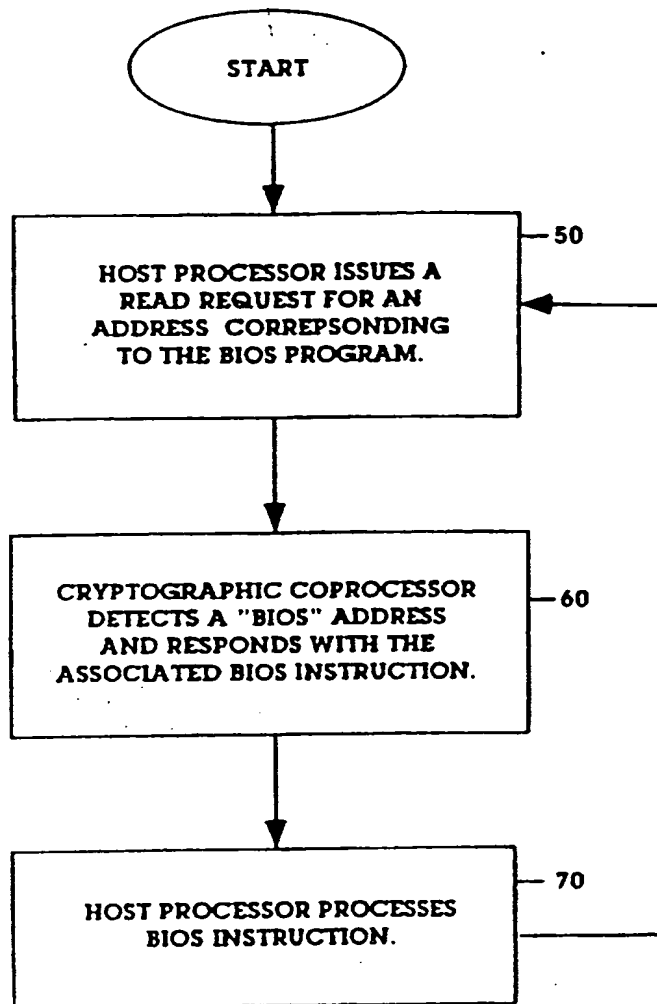 START
50
HOST PROCESSOR ISSUES A
READ REQUEST FOR AN
ADDRESS CORREPSONDING
TO THE BIOS PROGRAM.
60
CRYPTOGRAPHIC COPROCESSOR
DETECTS A "BIOS" ADDRESS
AND RESPONDS WITH THE
ASSOCIATED BIOS INSTRUCTION.
70
HOST PROCESSOR PROCESSES
BIOS INSTRUCTION.